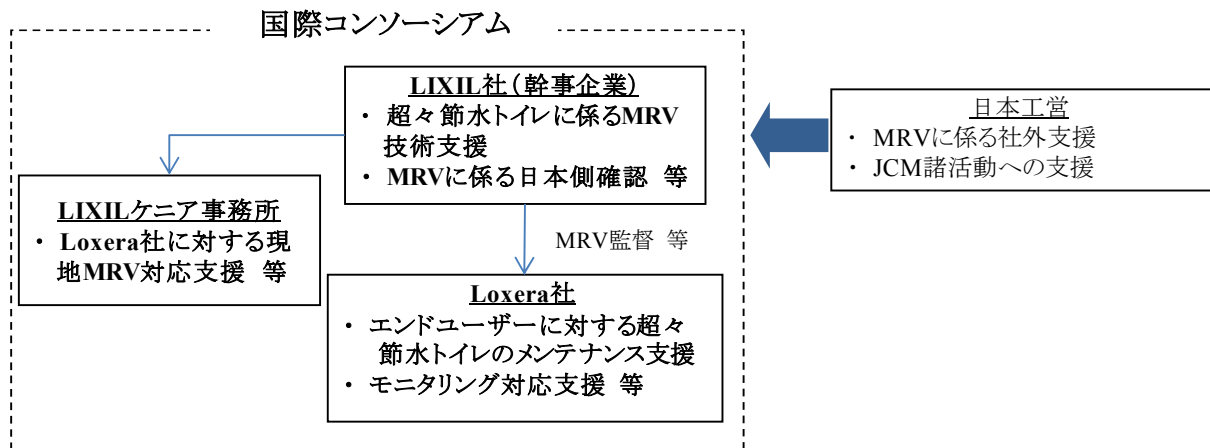 国際コンソーシアム
LIXIL社（幹事企業）
・ 超々節水トイレに係るMRV
技術支援
・ MRVに係る日本側確認 等
日本工営
・ MRVに係る社外支援
・ JCM諸活動への支援
LIXILケニア事務所
・ Loxera社に対する現
地MRV対応支援 等
MRV監督 等
Loxera社
・ エンドユーザーに対する超々
節水トイレのメンテナンス支援
・ モニタリング対応支援 等